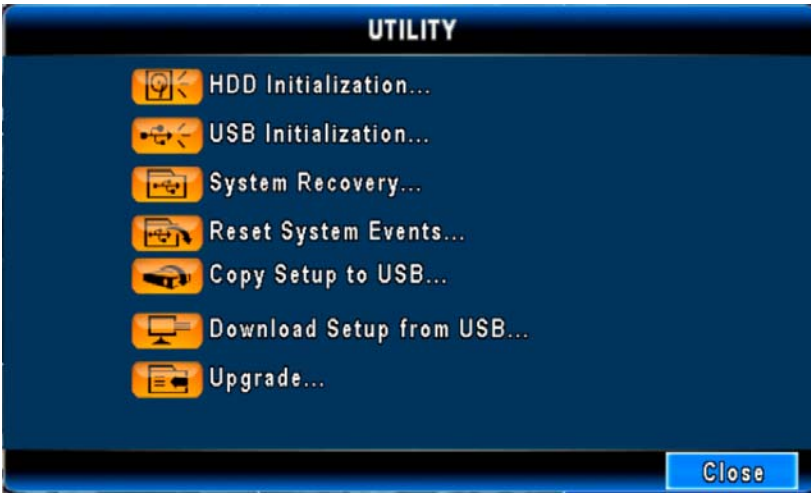 UTILITY
HDD Initialization...
USB Initialization...
System Recovery...
Reset System Events...
Copy Setup to USB...
Download Setup from USB...
Upgrade...
Close